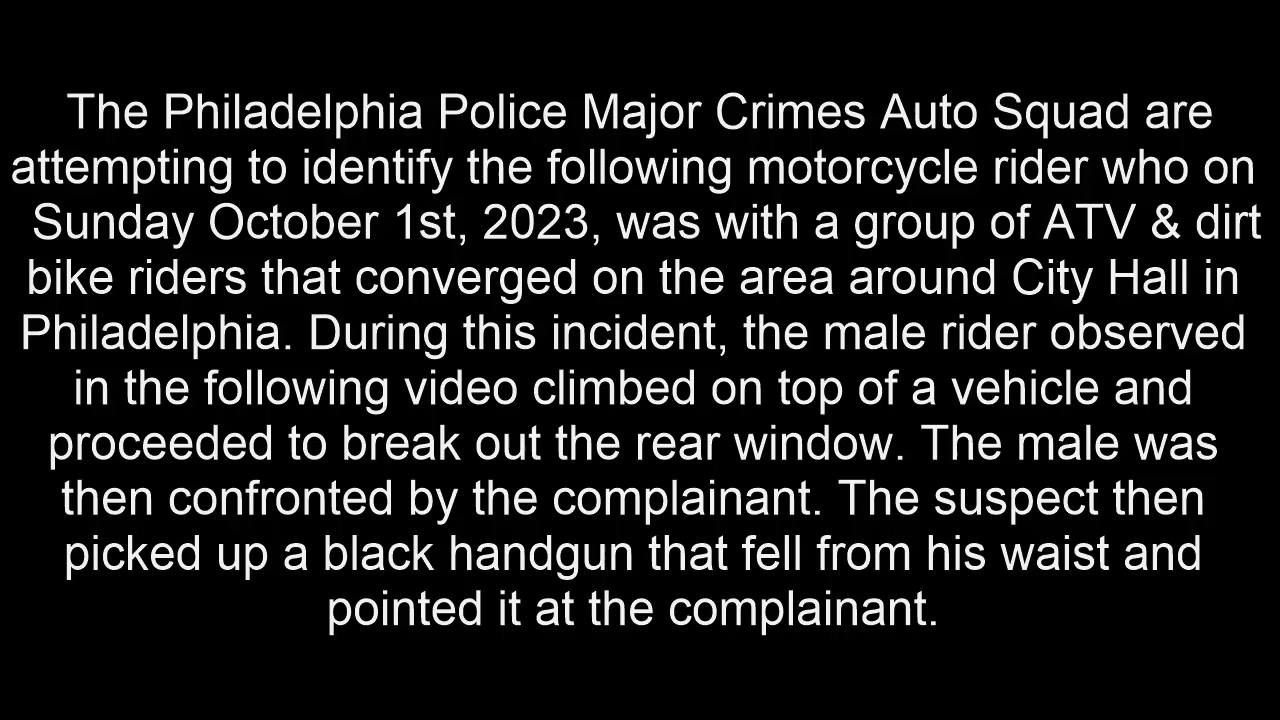 The Philadelphia Police Major Crimes Auto Squad are
attempting to identify the following motorcycle rider who on
Sunday October 1st, 2023, was with a group of ATV & dirt
bike riders that converged on the area around City Hall in
Philadelphia. During this incident, the male rider observed
in the following video climbed on top of a vehicle and
proceeded to break out the rear window. The male was
then confronted by the complainant. The suspect then
picked up a black handgun that fell from his waist and
pointed it at the complainant.